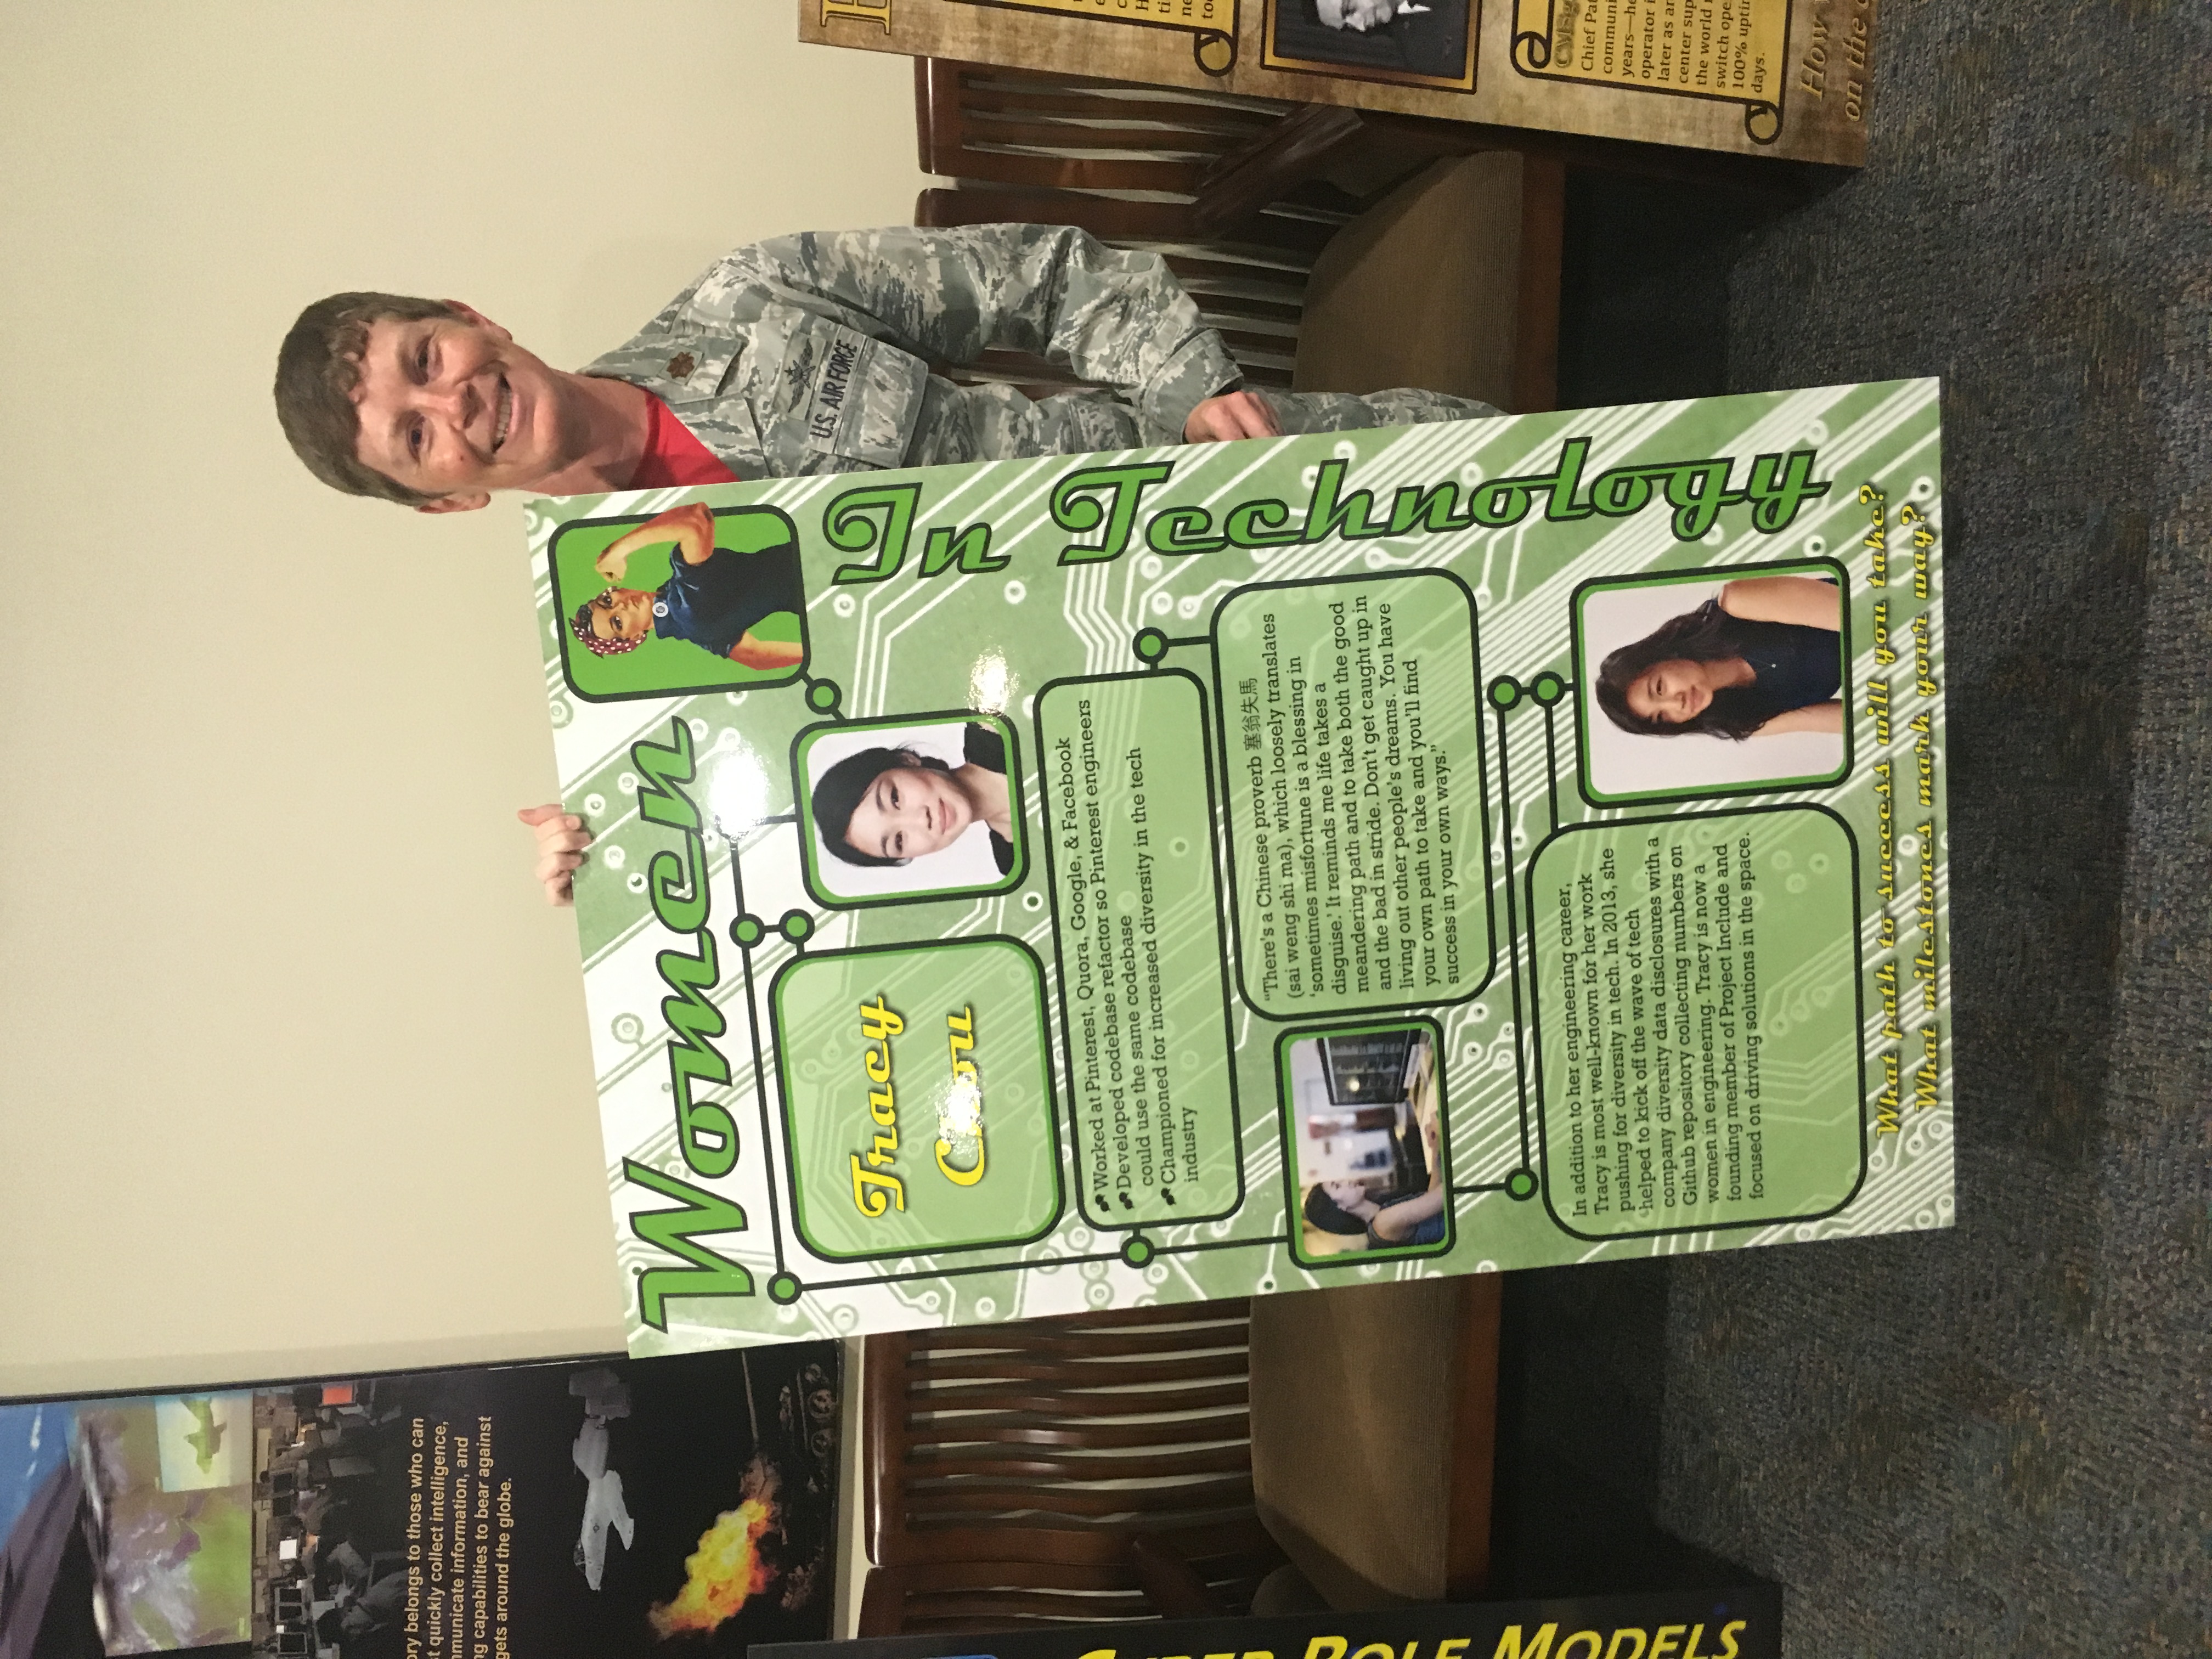 ory belongs to those who can
t quickly collect intelligence,
mmunicate information, and
ng capabilities to bear against
gets around the globe.
Women
In Technology
Tracy
Chou
U.S. AIR FORCE
Worked at Pinterest, Quora, Google, & Facebook
Developed codebase refactor so Pinterest engineers
could use the same codebase
Championed for increased diversity in the tech
industry
“There's a Chinese proverb 塞翁失馬
(sai weng shi ma), which loosely translates
‘sometimes misfortune is a blessing in
disguise.’ It reminds me life takes a
meandering path and to take both the good
and the bad in stride. Don't get caught up in
living out other people's dreams. You have
your own path to take and you'll find
success in your own ways.”
In addition to her engineering career,
Tracy is most well-known for her work
pushing for diversity in tech. In 2013, she
helped to kick off the wave of tech
company diversity data disclosures with a
Github repository collecting numbers on
women in engineering. Tracy is now a
founding member of Project Include and
focused on driving solutions in the space.
What path to success will you take?
What milestones mark your way?
CYBER ROLE MODELS
CMSg
Chief Pat
communi
years—he
operator i
later as an
center sup
the world
switch ope
100% uptim
days.
How
on the